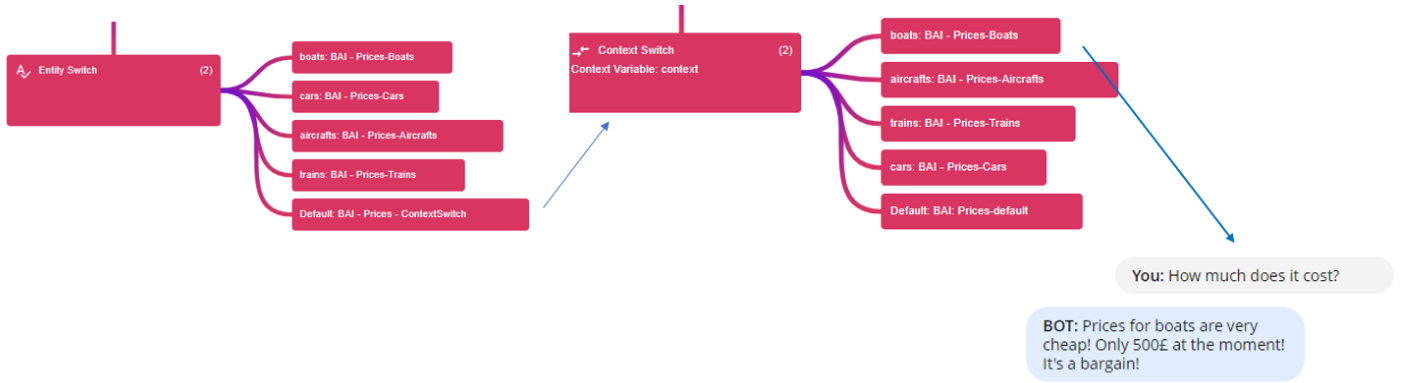 Entity Switch (2)
boats: BAI - Prices-Boats
cars: BAI - Prices-Cars
aircrafts: BAI - Prices-Aircrafts
trains: BAI - Prices-Trains
Default: BAI - Prices - ContextSwitch
Context Switch (2)
Context Variable: context
boats: BAI - Prices-Boats
aircrafts: BAI - Prices-Aircrafts
trains: BAI - Prices-Trains
cars: BAI - Prices-Cars
Default: BAI: Prices-default
You: How much does it cost?
BOT: Prices for boats are very
cheap! Only 500£ at the moment!
It's a bargain!